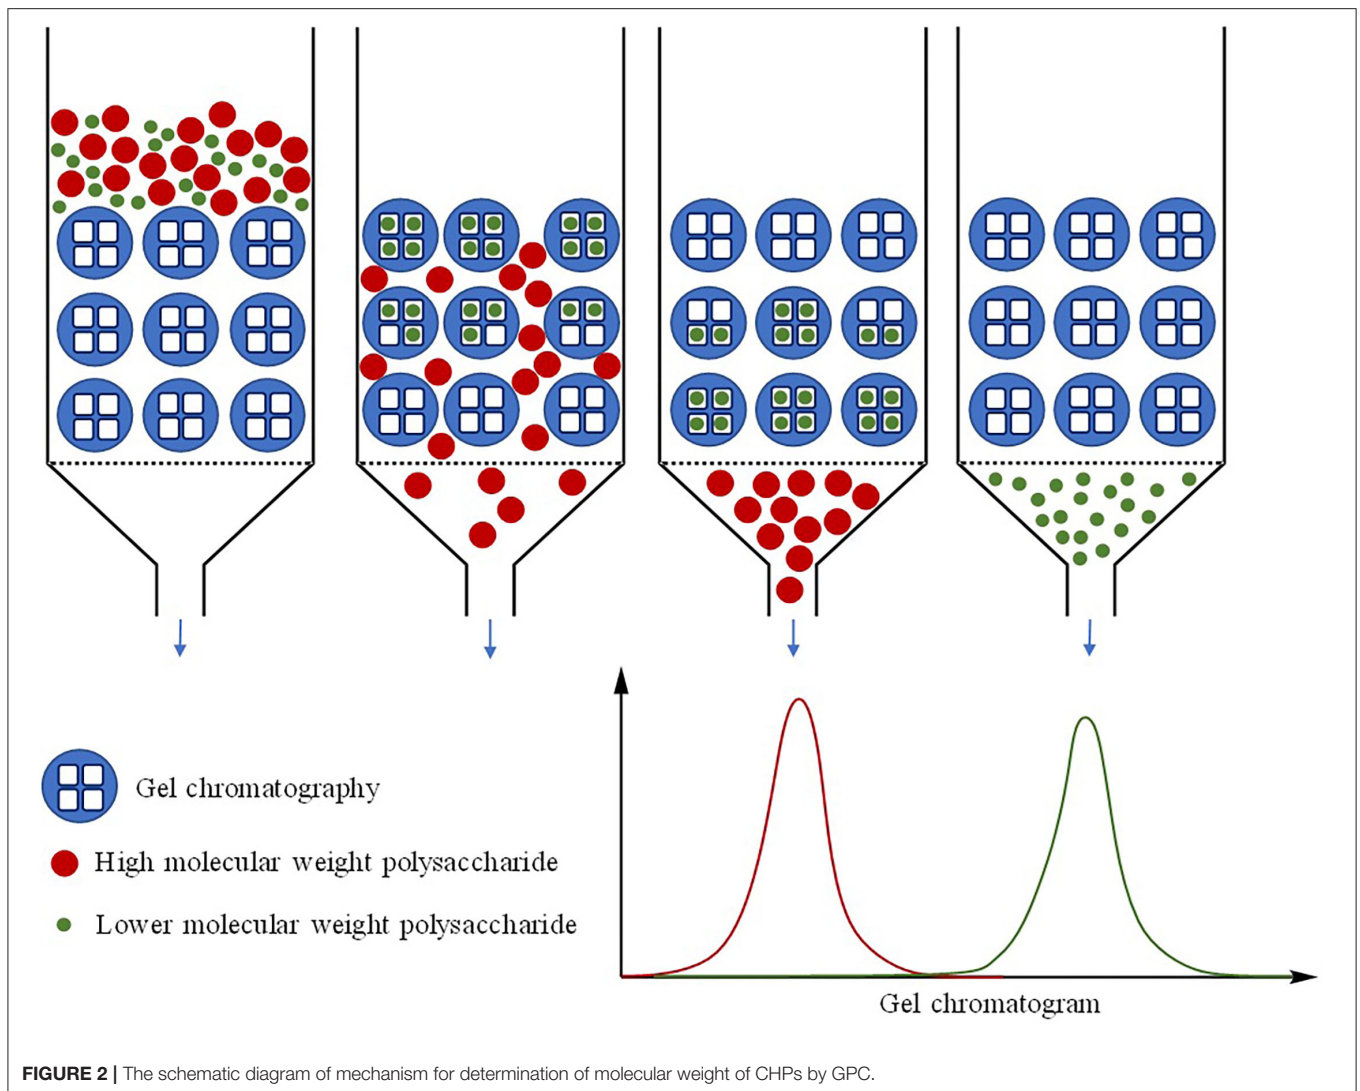 Gel chromatography
High molecular weight polysaccharide
Lower molecular weight polysaccharide
Gel chromatogram
FIGURE 2 | The schematic diagram of mechanism for determination of molecular weight of CHPs by GPC.